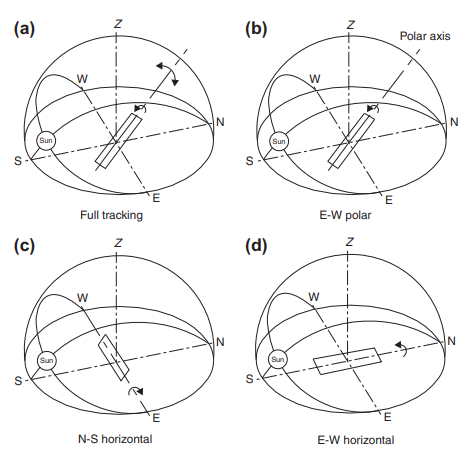 (a)
Z
W
N
Sun
S
E
Full tracking
(b)
Z
Polar axis
W
N
Sun
S
E
E-W polar
(c)
Z
W
N
Sun
S
E
N-S horizontal
(d)
Z
W
N
Sun
S
E
E-W horizontal